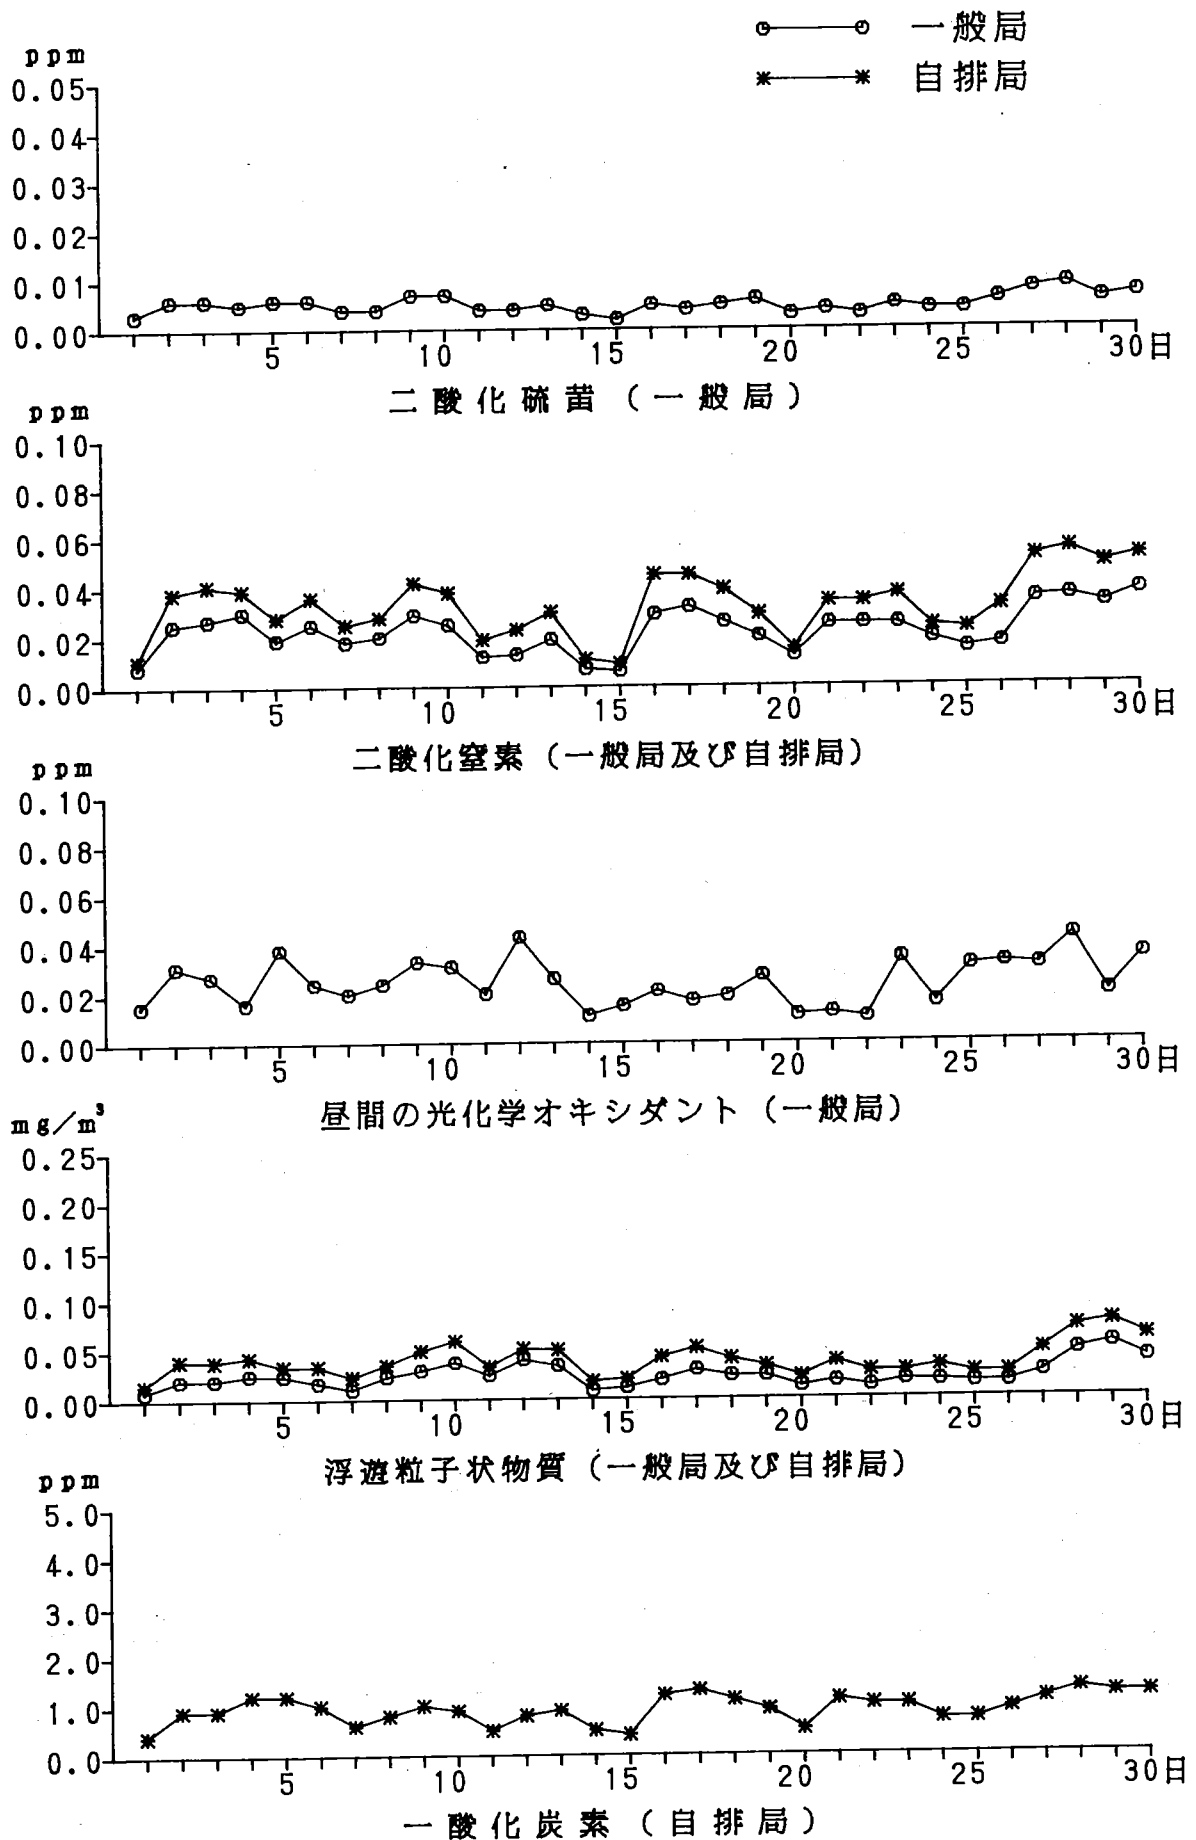 一般局
自排局
ppm
0.05
0.04
0.03
0.02
0.01
0.00
5 10 15 20 25 30日
二酸化硫黄（一般局）
ppm
0.10
0.08
0.06
0.04
0.02
0.00
5 10 15 20 25 30日
二酸化窒素（一般局及び自排局）
ppm
0.10
0.08
0.06
0.04
0.02
0.00
5 10 15 20 25 30日
昼間の光化学オキシダント（一般局）
mg/m³
0.25
0.20
0.15
0.10
0.05
0.00
5 10 15 20 25 30日
浮遊粒子状物質（一般局及び自排局）
ppm
5.0
4.0
3.0
2.0
1.0
0.0
5 10 15 20 25 30日
一酸化炭素（自排局）